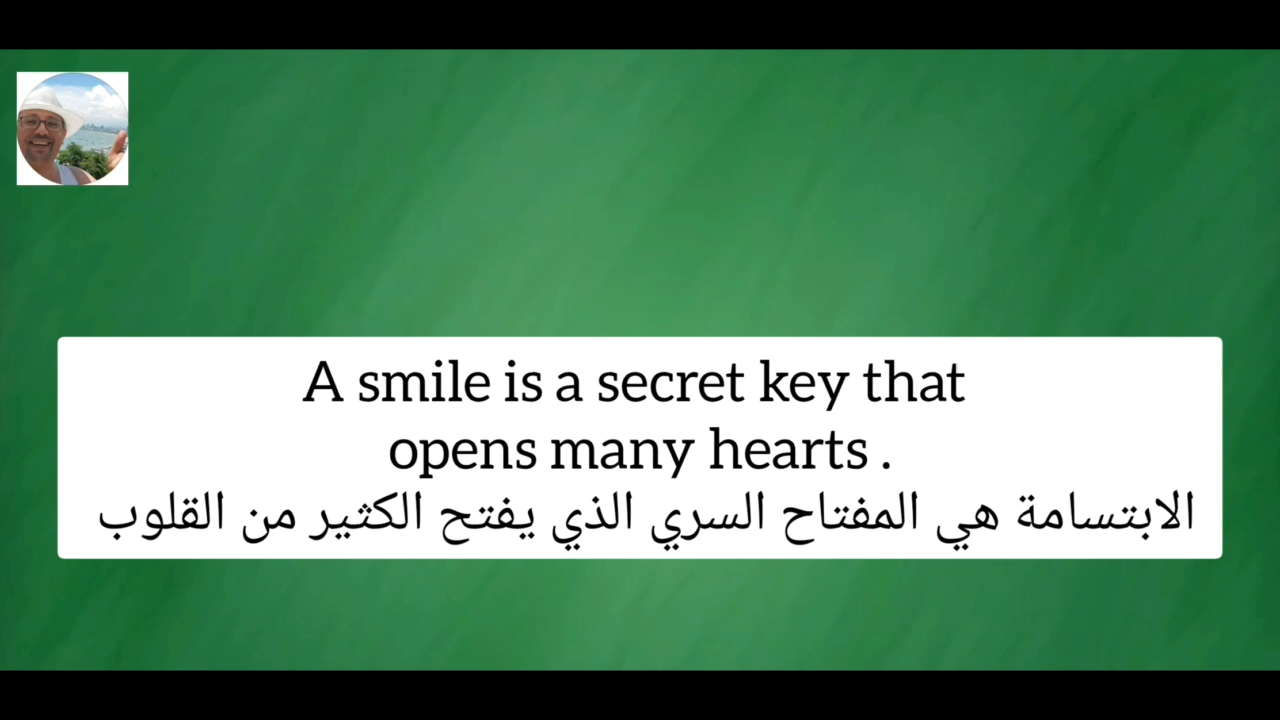 A smile is a secret key that
opens many hearts .
الابتسامة هي المفتاح السري الذي يفتح الكثير من القلوب